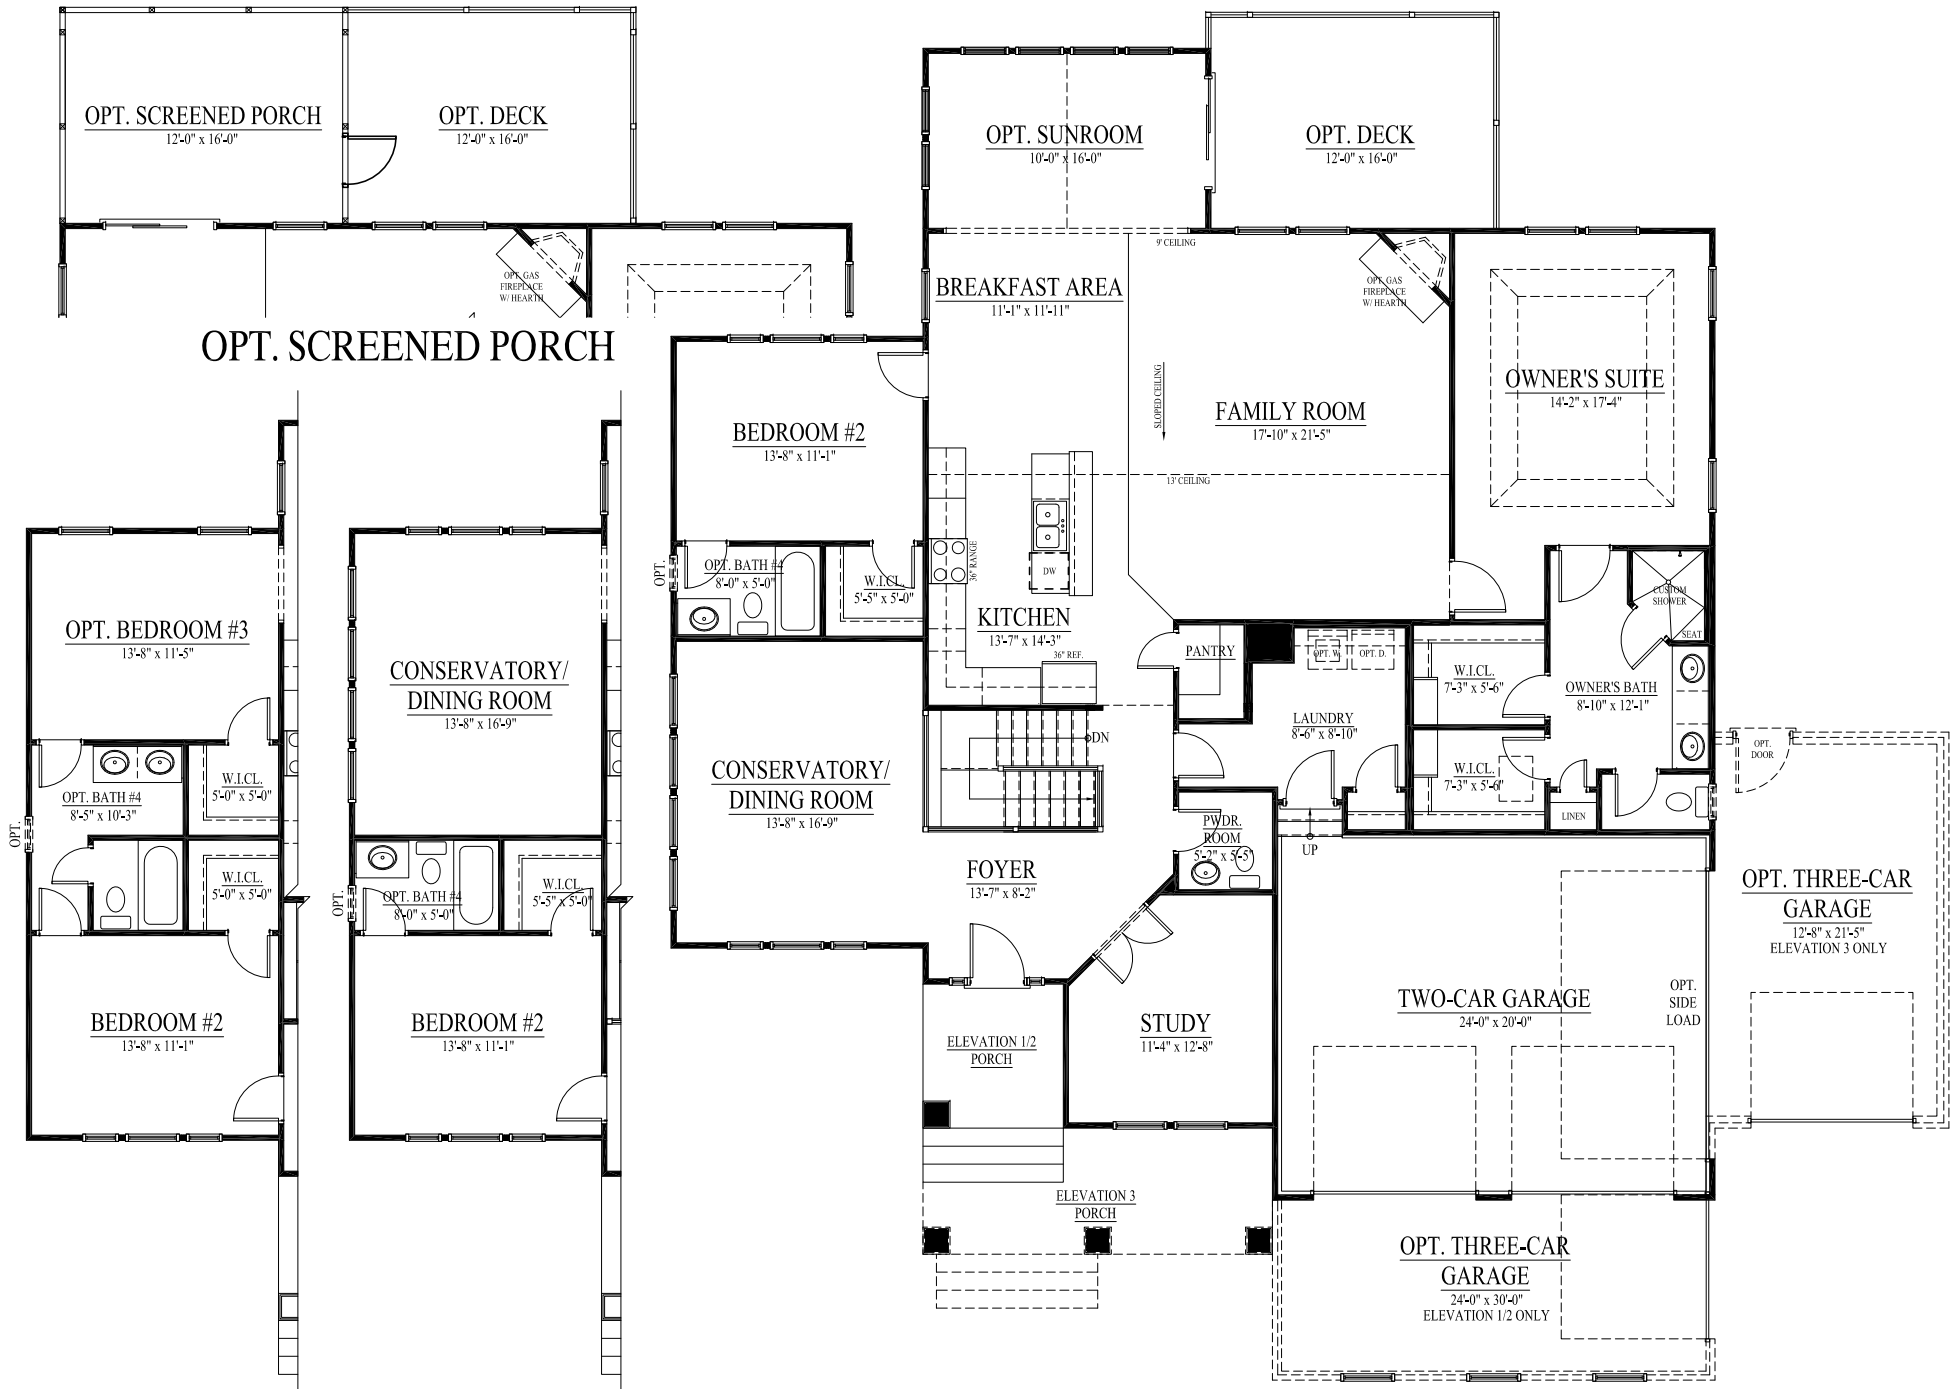 OPT. SCREENED PORCH
12'-0" x 16'-0"
OPT. DECK
12'-0" x 16'-0"
OPT. GAS
FIREPLACE
W/ HEARTH
OPT. SCREENED PORCH
OPT. BEDROOM #3
13'-8" x 11'-5"
W.I.CL.
5'-0" x 5'-0"
OPT. BATH #4
8'-5" x 10'-3"
OPT.
W.I.CL.
5'-0" x 5'-0"
BEDROOM #2
13'-8" x 11'-1"
CONSERVATORY/
DINING ROOM
13'-8" x 16'-9"
OPT.
OPT. BATH #4
8'-0" x 5'-0"
W.I.CL.
5'-5" x 5'-0"
BEDROOM #2
13'-8" x 11'-1"
OPT. SUNROOM
10'-0" x 16'-0"
OPT. DECK
12'-0" x 16'-0"
9' CEILING
BREAKFAST AREA
11'-1" x 11'-11"
OPT. GAS
FIREPLACE
W/ HEARTH
SLOPED CEILING
FAMILY ROOM
17'-10" x 21'-5"
13' CEILING
OWNER'S SUITE
14'-2" x 17'-4"
BEDROOM #2
13'-8" x 11'-1"
OPT.
OPT. BATH #4
8'-0" x 5'-0"
W.I.CL.
5'-5" x 5'-0"
36" RANGE
DW
KITCHEN
13'-7" x 14'-3"
36" REF.
PANTRY
OPT. W.
OPT. D.
LAUNDRY
8'-6" x 8'-10"
W.I.CL.
7'-3" x 5'-6"
W.I.CL.
7'-3" x 5'-6"
CUSTOM
SHOWER
SEAT
OWNER'S BATH
8'-10" x 12'-1"
LINEN
OPT.
DOOR
CONSERVATORY/
DINING ROOM
13'-8" x 16'-9"
DN
PWDR.
ROOM
5'-2" x 5'-5"
UP
FOYER
13'-7" x 8'-2"
OPT. THREE-CAR
GARAGE
12'-8" x 21'-5"
ELEVATION 3 ONLY
TWO-CAR GARAGE
24'-0" x 20'-0"
OPT.
SIDE
LOAD
STUDY
11'-4" x 12'-8"
ELEVATION 1/2
PORCH
ELEVATION 3
PORCH
OPT. THREE-CAR
GARAGE
24'-0" x 30'-0"
ELEVATION 1/2 ONLY